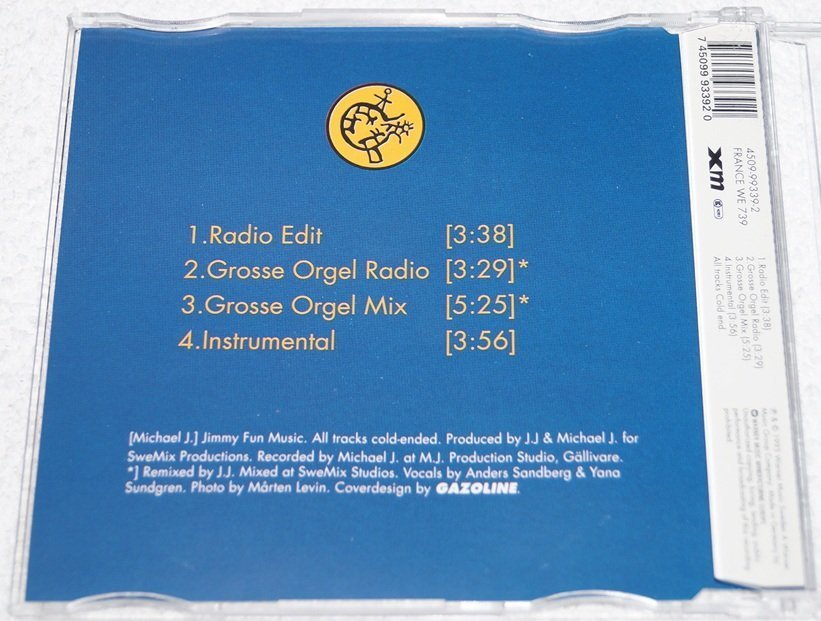 1.Radio Edit [3:38]
2.Grosse Orgel Radio [3:29]*
3.Grosse Orgel Mix [5:25]*
4.Instrumental [3:56]
[Michael J.] Jimmy Fun Music. All tracks cold-ended. Produced by J.J & Michael J. for
SweMix Productions. Recorded by Michael J. at M.J. Production Studio, Gällivare.
*] Remixed by J.J. Mixed at SweMix Studios. Vocals by Anders Sandberg & Yana
Sundgren. Photo by Mårten Levin. Coverdesign by GAZOLINE.
7 45099 93392 0
4509-99339-2
FRANCE WE 739
xm
1 Radio Edit (3:38)
2 Grosse Orgel Radio (3:29)
3 Grosse Orgel Mix (5:25)
4 Instrumental (3:56)
All tracks Cold end